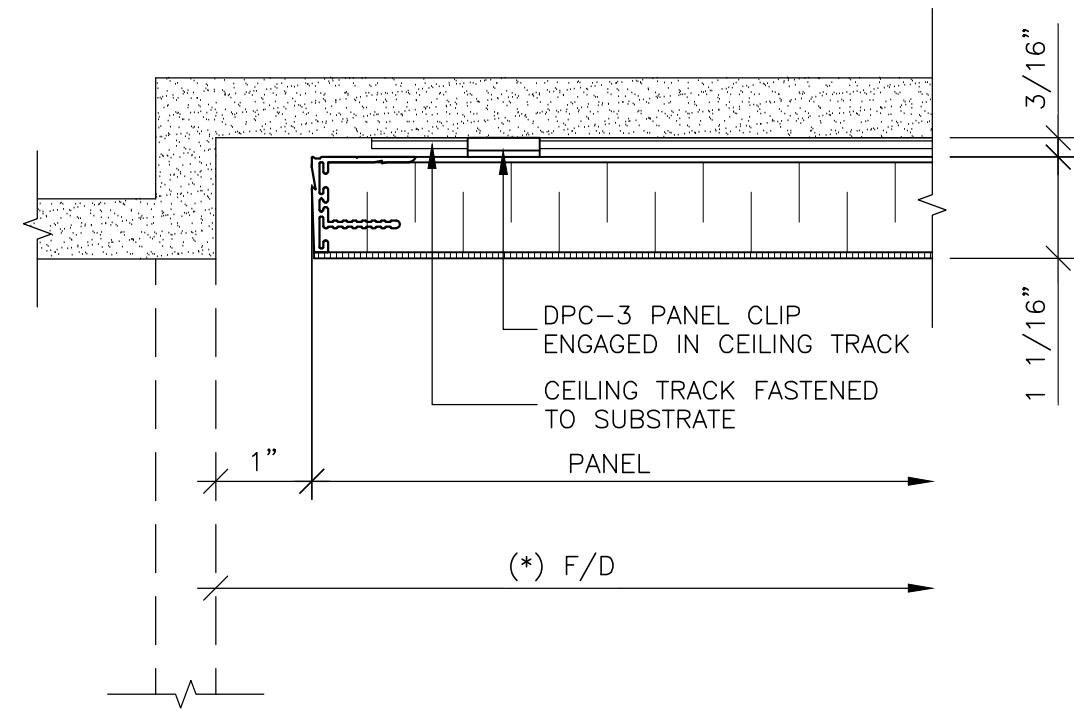 3/16"
DPC-3 PANEL CLIP
ENGAGED IN CEILING TRACK
1 1/16"
CEILING TRACK FASTENED
TO SUBSTRATE
1"
PANEL
(*) F/D